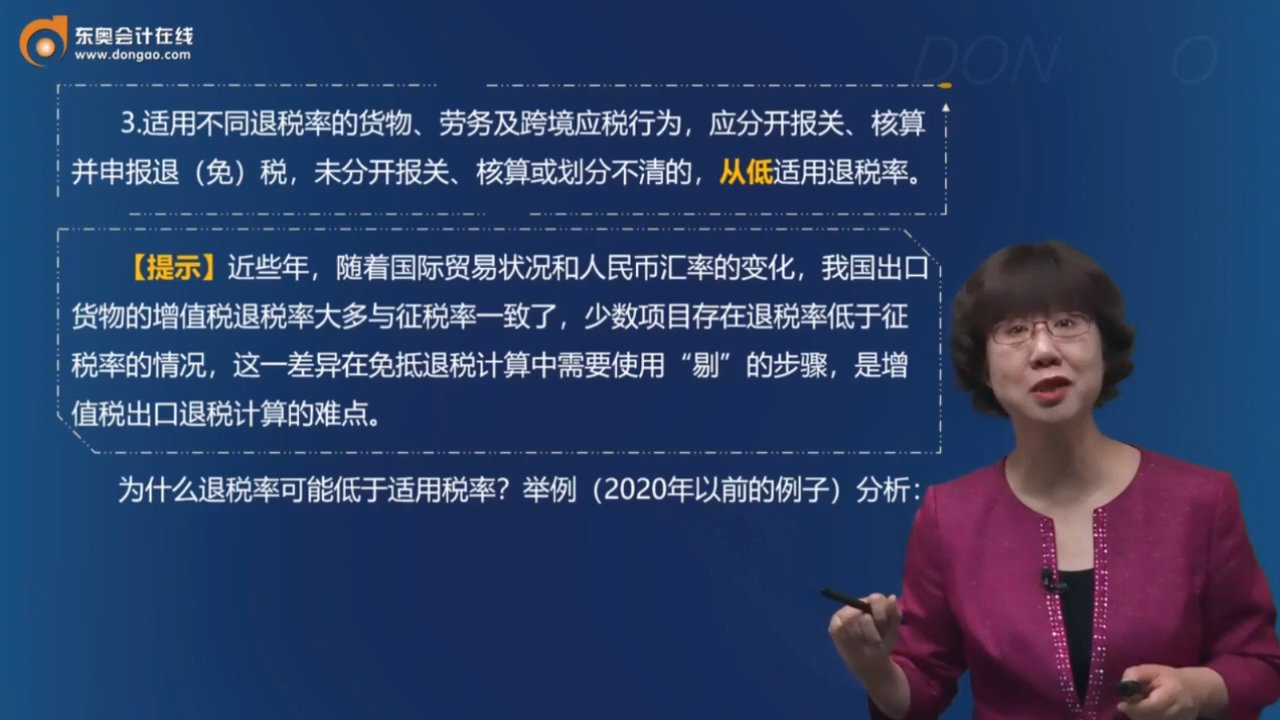 东奥会计在线
www.dongao.com
DON O
3.适用不同退税率的货物、劳务及跨境应税行为，应分开报关、核算
并申报退（免）税，未分开报关、核算或划分不清的，从低适用退税率。
【提示】近些年，随着国际贸易状况和人民币汇率的变化，我国出口
货物的增值税退税率大多与征税率一致了，少数项目存在退税率低于征
税率的情况，这一差异在免抵退税计算中需要使用“剔”的步骤，是增
值税出口退税计算的难点。
为什么退税率可能低于适用税率？举例（2020年以前的例子）分析：